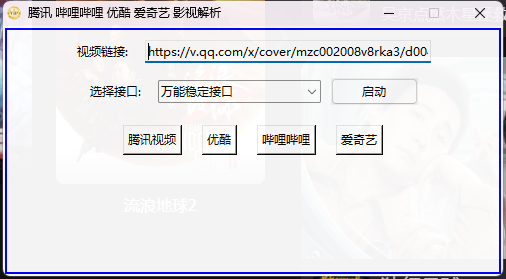 腾讯 哔哩哔哩 优酷 爱奇艺 影视解析
视频链接: https://v.qq.com/x/cover/mzc002008v8rka3/d00
选择接口: 万能稳定接口 启动
腾讯视频 优酷 哔哩哔哩 爱奇艺
流浪地球2